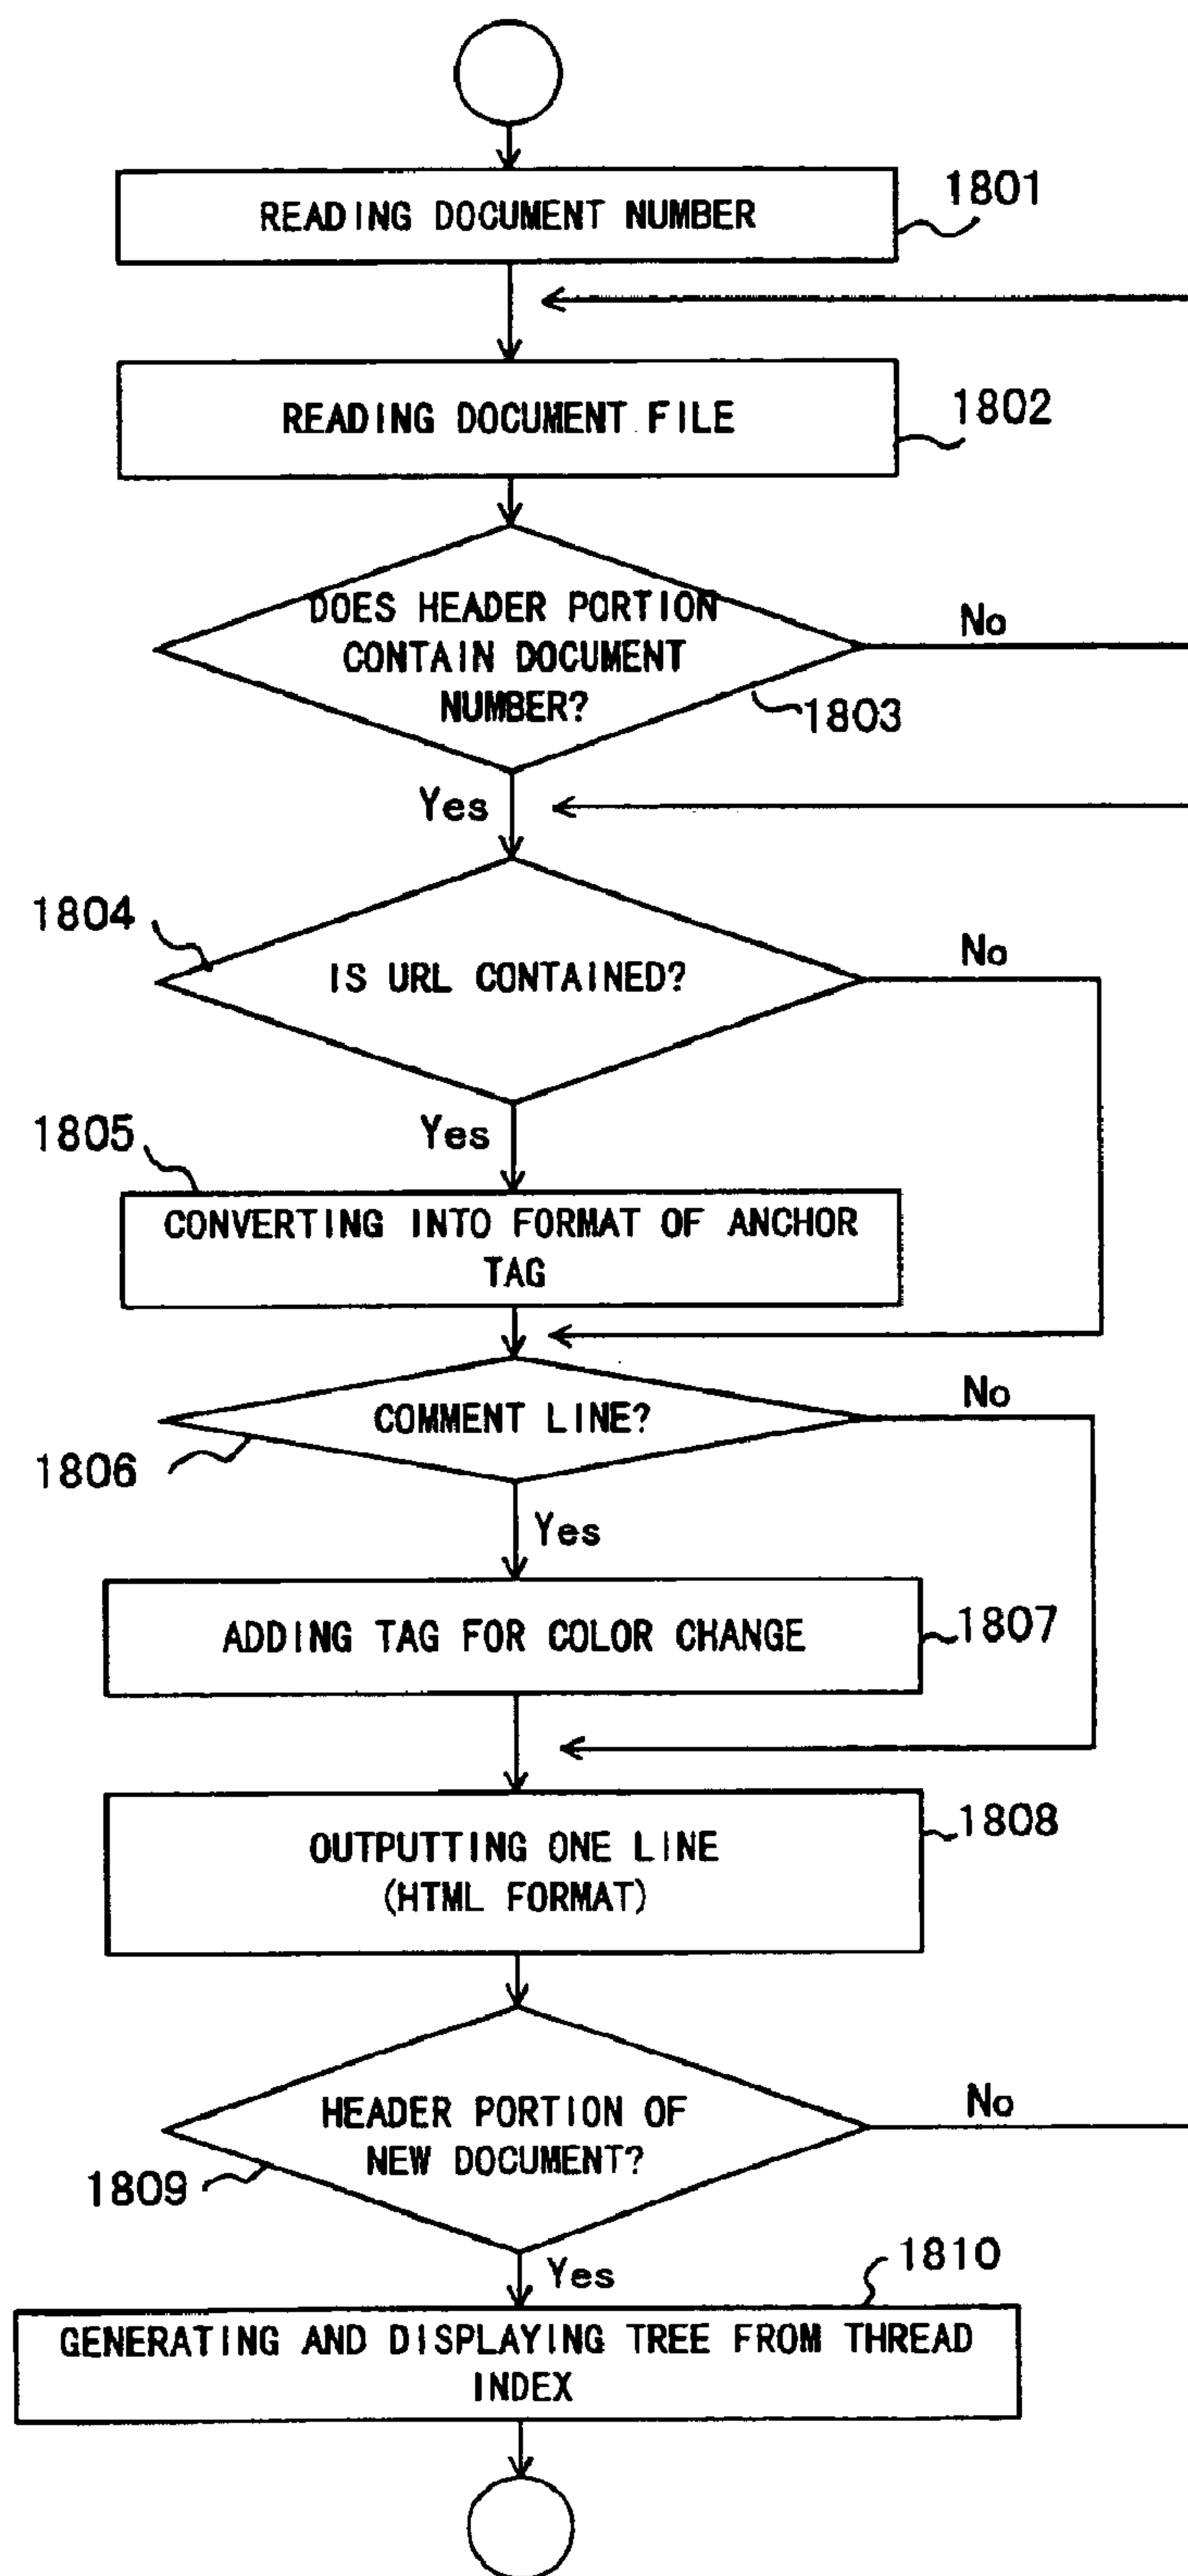 READING DOCUMENT NUMBER
1801
READING DOCUMENT FILE
1802
DOES HEADER PORTION
CONTAIN DOCUMENT
NUMBER?
No
1803
Yes
1804
IS URL CONTAINED?
No
Yes
1805
CONVERTING INTO FORMAT OF ANCHOR
TAG
COMMENT LINE?
No
1806
Yes
ADDING TAG FOR COLOR CHANGE
1807
OUTPUTTING ONE LINE
(HTML FORMAT)
1808
HEADER PORTION OF
NEW DOCUMENT?
No
1809
Yes
1810
GENERATING AND DISPLAYING TREE FROM THREAD
INDEX